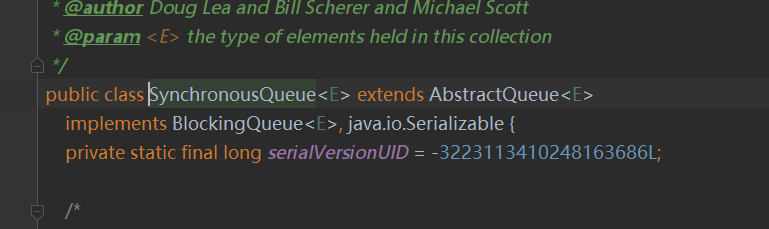 * @author Doug Lea and Bill Scherer and Michael Scott
* @param <E> the type of elements held in this collection
*/
public class SynchronousQueue<E> extends AbstractQueue<E>
implements BlockingQueue<E>, java.io.Serializable {
private static final long serialVersionUID = -3223113410248163686L;
/*